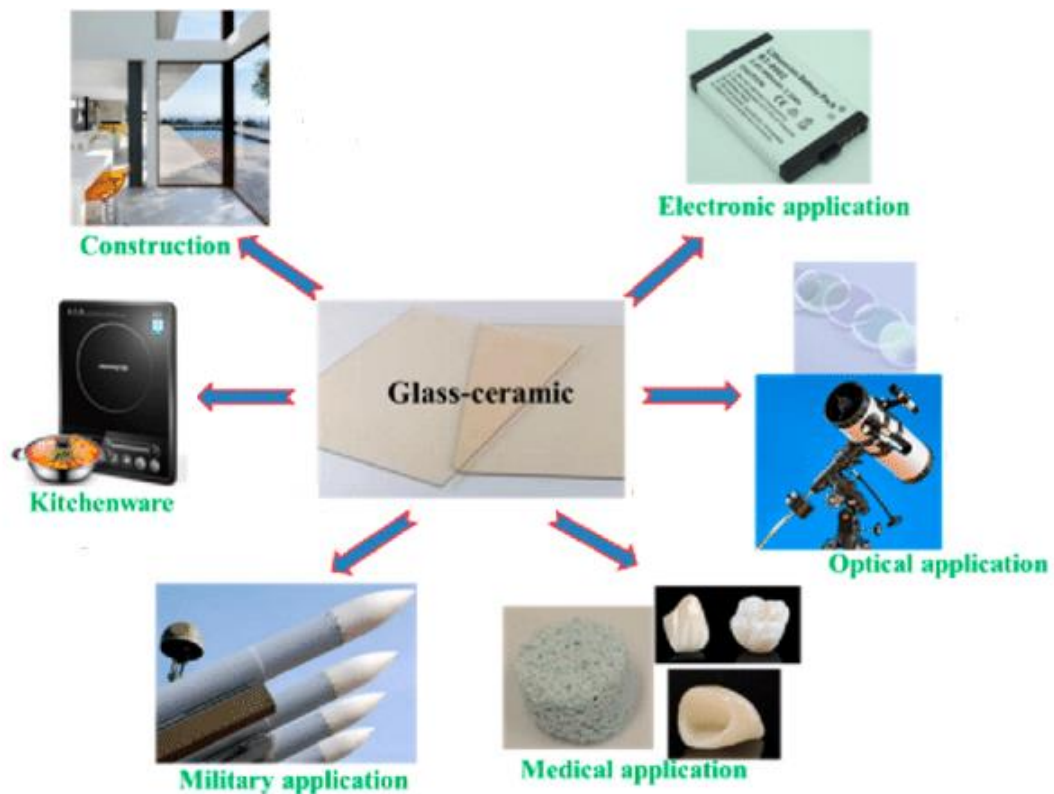 Construction
Electronic application
Glass-ceramic
Kitchenware
Optical application
Military application
Medical application